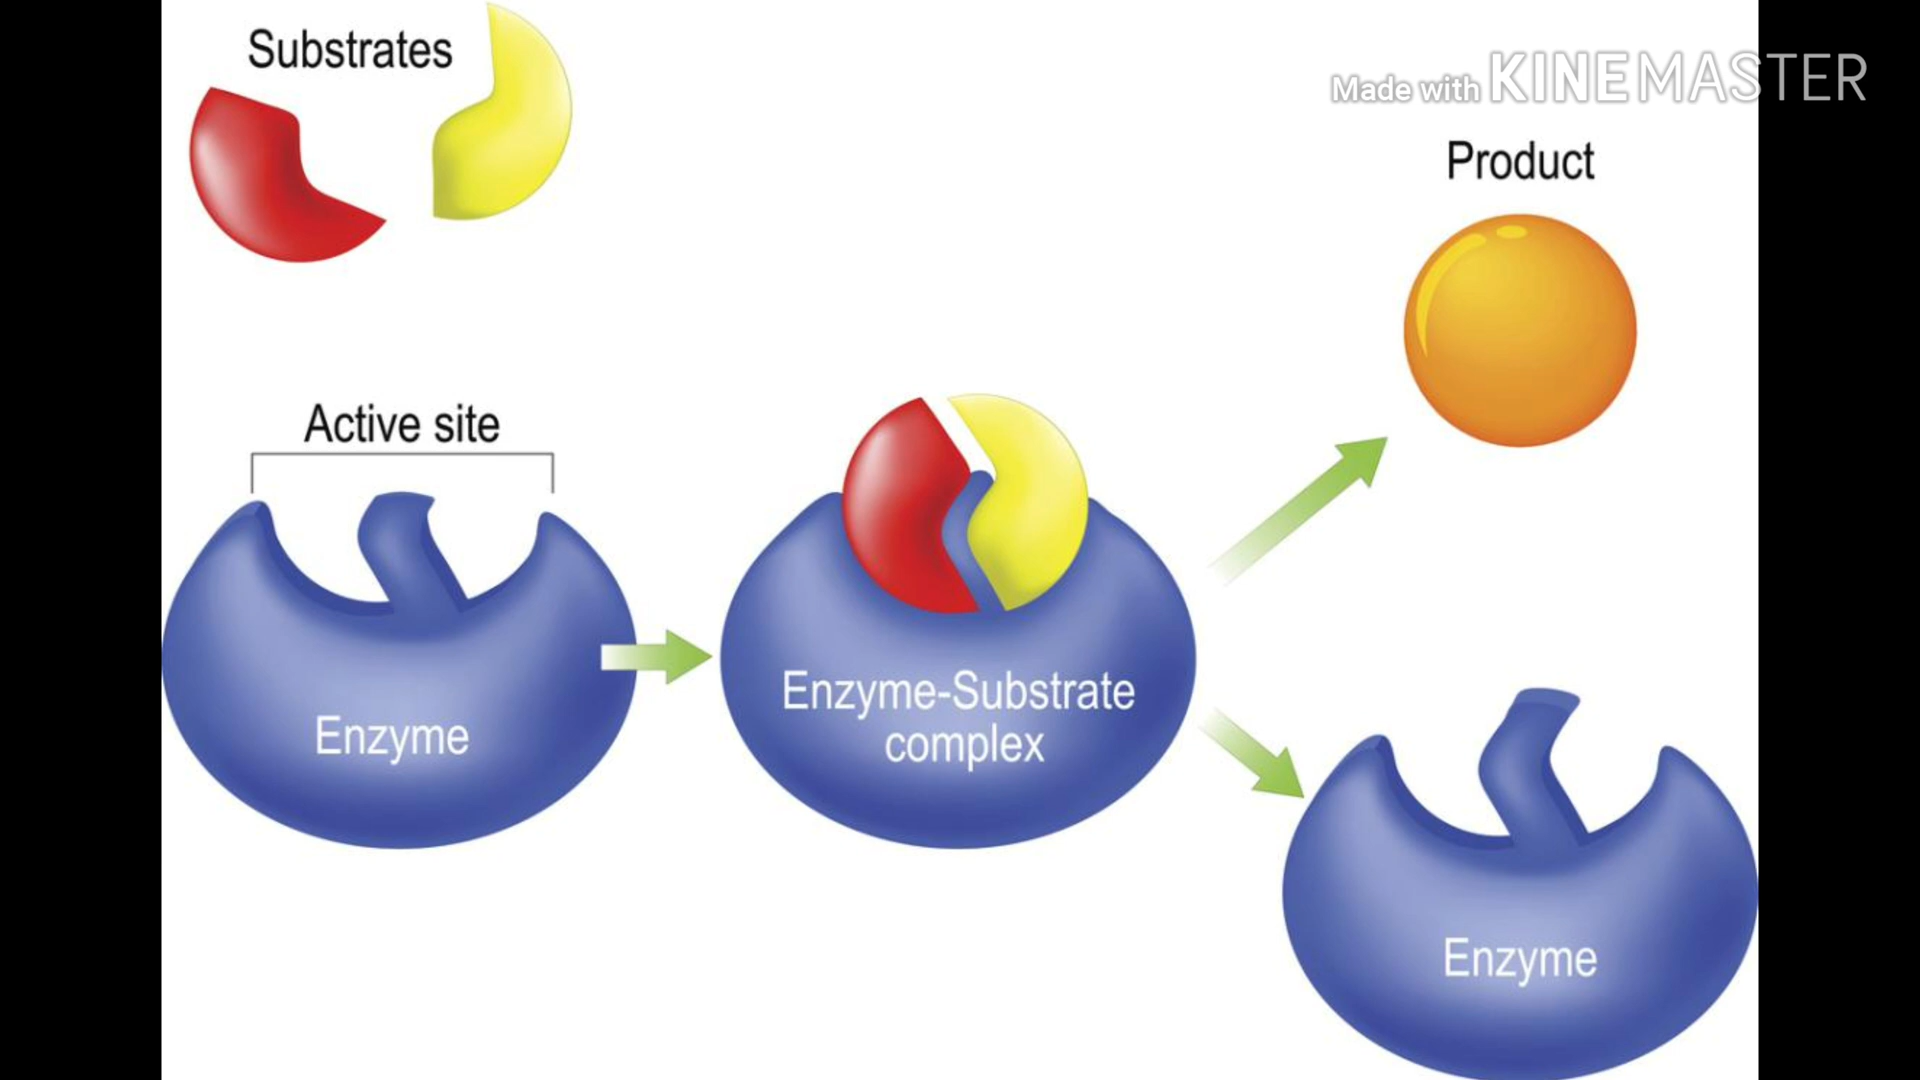 Substrates
Made with KINEMASTER
Product
Active site
Enzyme
Enzyme-Substrate
complex
Enzyme